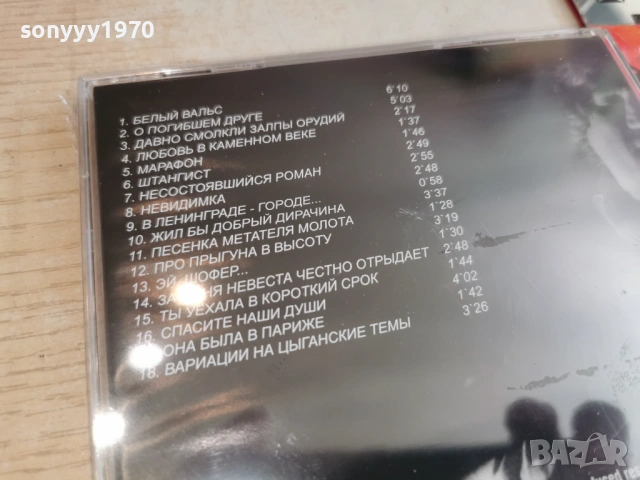 sonyyy1970
1. БЕЛЫЙ ВАЛЬС 6`10
2. О ПОГИБШЕМ ДРУГЕ 5`03
3. ДАВНО СМОЛКЛИ ЗАЛПЫ ОРУДИЙ 2`17
4. ЛЮБОВЬ В КАМЕННОМ ВЕКЕ 1`37
5. МАРАФОН 1`46
6. ШТАНГИСТ 2`49
7. НЕСОСТОЯВШИЙСЯ РОМАН 2`55
8. НЕВИДИМКА 2`48
9. В ЛЕНИНГРАДЕ - ГОРОДЕ... 0`58
10. ЖИЛ БЫ ДОБРЫЙ ДИРАЧИНА 3`37
11. ПЕСЕНКА МЕТАТЕЛЯ МОЛОТА 1`28
12. ПРО ПРЫГУНА В ВЫСОТУ 3`19
13. ЭЙ, ШОФЕР... 1`30
14. ЗА НЕВЕСТА ЧЕСТНО ОТРЫДАЕТ 2`48
15. ТЫ УЕХАЛА В КОРОТКИЙ СРОК 1`44
16. СПАСИТЕ НАШИ ДУШИ 4`02
ОНА БЫЛА В ПАРИЖЕ 1`42
18. ВАРИАЦИИ НА ЦЫГАНСКИЕ ТЕМЫ 3`26
BAZAR